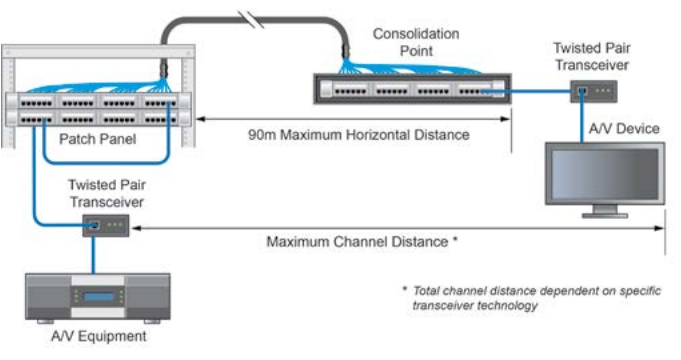 Consolidation
Point
Twisted Pair
Transceiver
Patch Panel
90m Maximum Horizontal Distance
A/V Device
Twisted Pair
Transceiver
Maximum Channel Distance *
* Total channel distance dependent on specific
transceiver technology
A/V Equipment